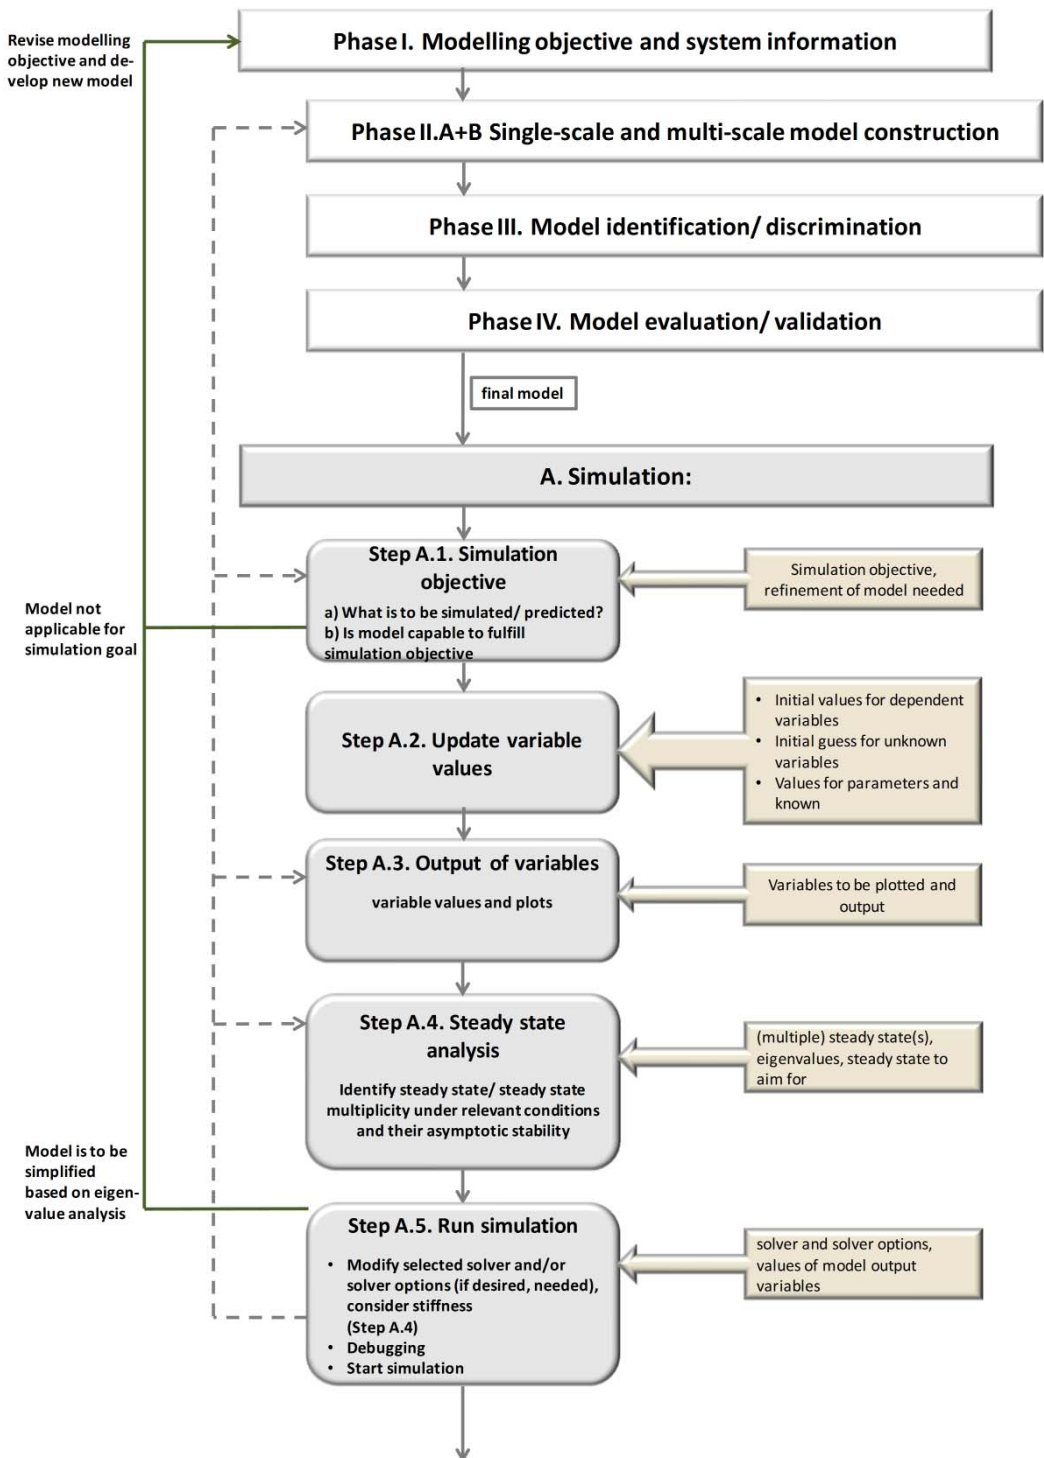 Revise modelling
objective and de-
velop new model
Phase I. Modelling objective and system information
Phase II.A+B Single-scale and multi-scale model construction
Phase III. Model identification/ discrimination
Phase IV. Model evaluation/ validation
final model
A. Simulation:
Step A.1. Simulation
objective
a) What is to be simulated/ predicted?
b) Is model capable to fulfill
simulation objective
Simulation objective,
refinement of model needed
Model not
applicable for
simulation goal
Step A.2. Update variable
values
• Initial values for dependent
variables
• Initial guess for unknown
variables
• Values for parameters and
known
Step A.3. Output of variables
variable values and plots
Variables to be plotted and
output
Step A.4. Steady state
analysis
Identify steady state/ steady state
multiplicity under relevant conditions
and their asymptotic stability
(multiple) steady state(s),
eigenvalues, steady state to
aim for
Model is to be
simplified
based on eigen-
value analysis
Step A.5. Run simulation
• Modify selected solver and/or
solver options (if desired, needed),
consider stiffness
(Step A.4)
• Debugging
• Start simulation
solver and solver options,
values of model output
variables